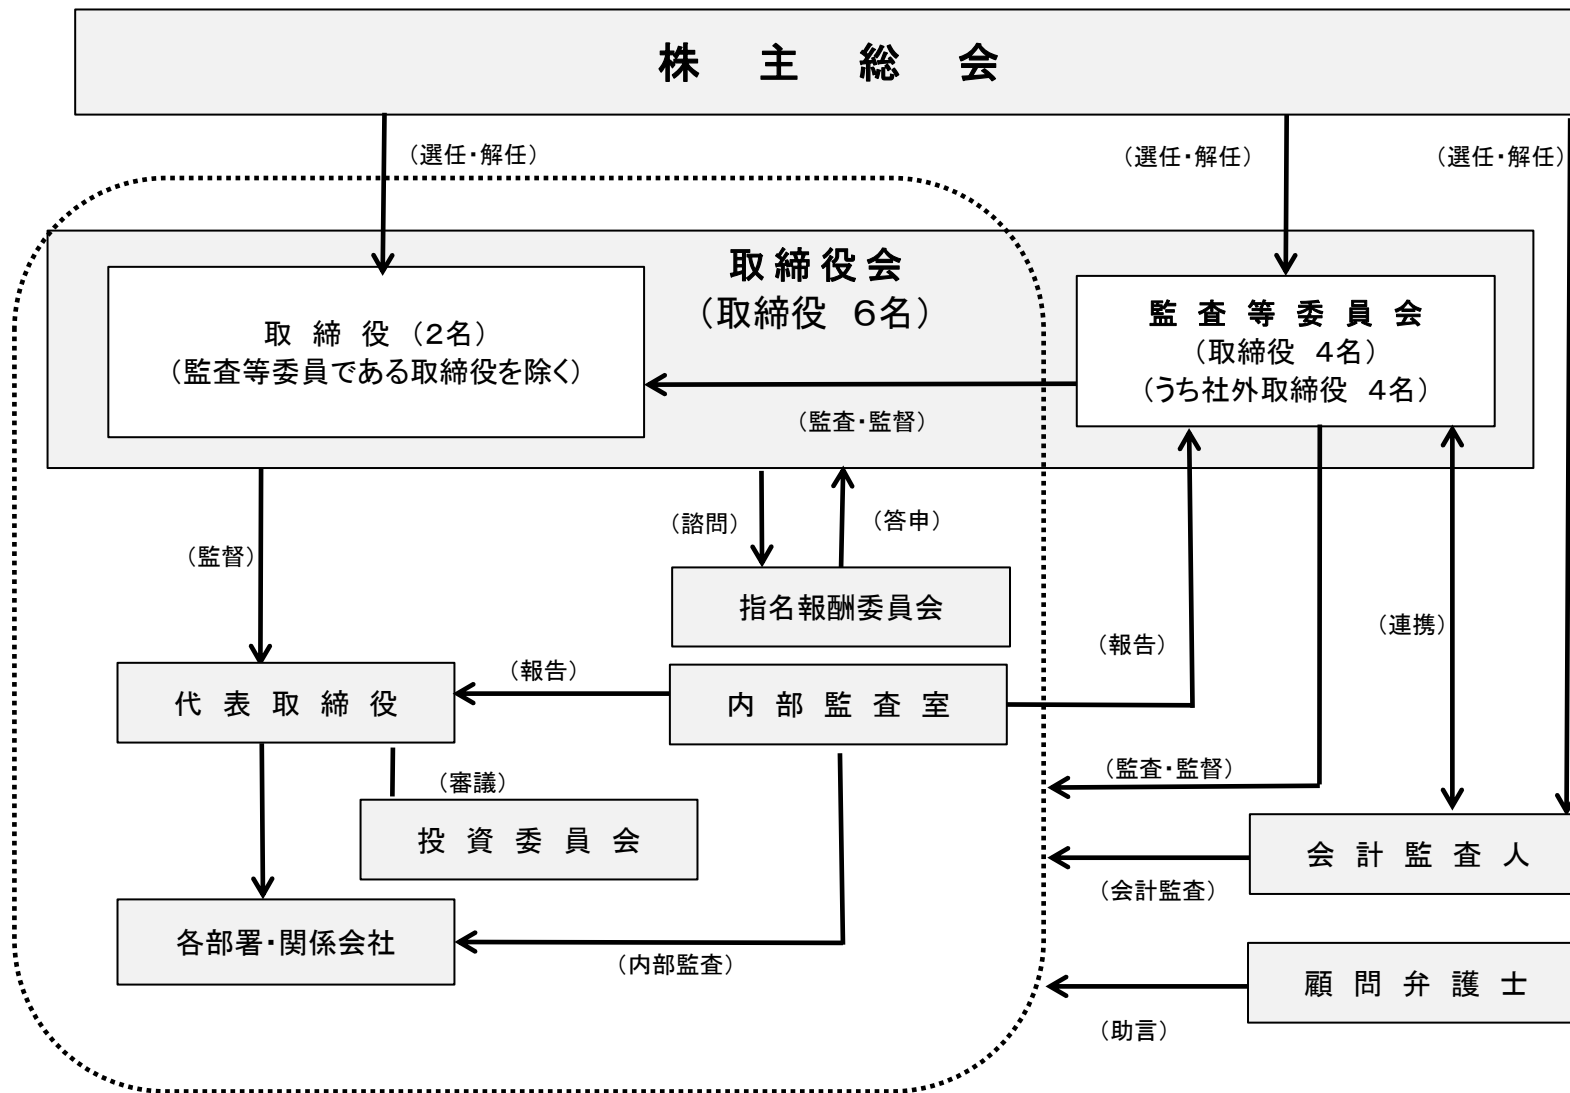 株 主 総 会
（選任・解任）
（選任・解任）
（選任・解任）
取締役会
（取締役 6名）
取 締 役 （2名）
（監査等委員である取締役を除く）
監 査 等 委 員 会
（取締役 4名）
（うち社外取締役 4名）
（監査・監督）
（監督）
（諮問）
（答申）
指名報酬委員会
（報告）
（連携）
代 表 取 締 役
（報告）
内 部 監 査 室
（審議）
（監査・監督）
投 資 委 員 会
会 計 監 査 人
（会計監査）
各部署・関係会社
（内部監査）
顧 問 弁 護 士
（助言）